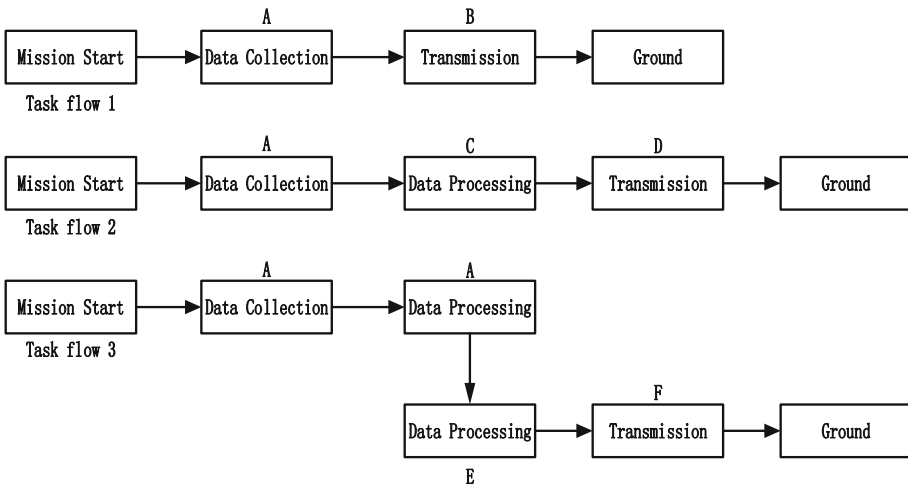 A B
Mission Start Data Collection Transmission Ground
Task flow 1
A C D
Mission Start Data Collection Data Processing Transmission Ground
Task flow 2
A A
Mission Start Data Collection Data Processing
Task flow 3
F
Data Processing Transmission Ground
E